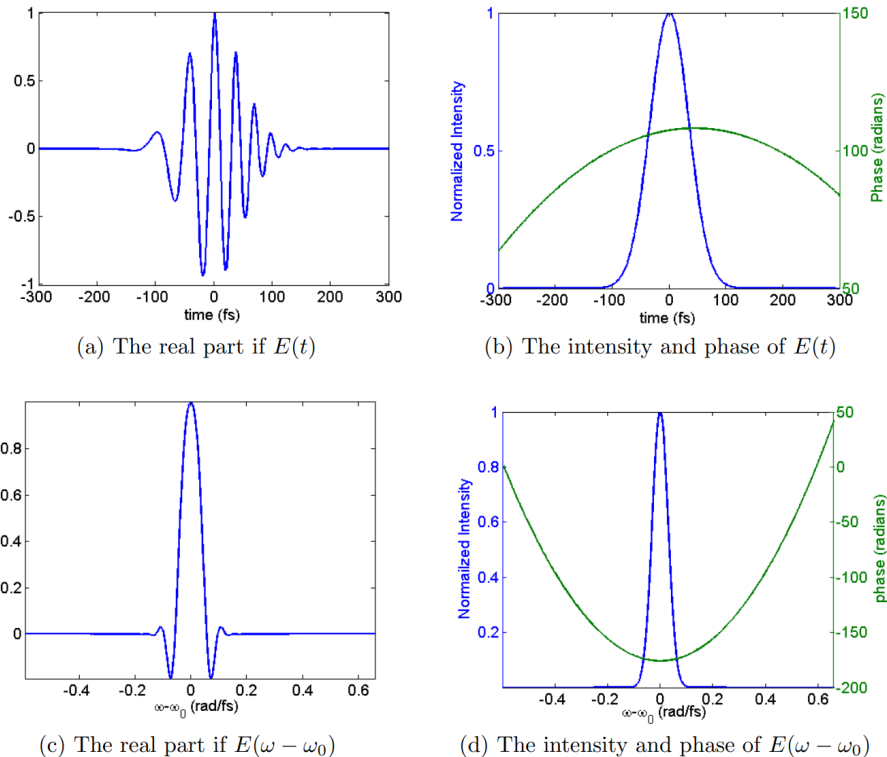 1
0.5
0
-0.5
-1
-300 -200 -100 0 100 200 300
time (fs)
(a) The real part if E(t)
1
0.5
0
Normalized Intensity
150
100
50
Phase (radians)
-300 -200 -100 0 100 200 300
time (fs)
(b) The intensity and phase of E(t)
0.8
0.6
0.4
0.2
0
-0.4 -0.2 0 0.2 0.4 0.6
ω-ω0 (rad/fs)
(c) The real part if E(ω − ω0)
1
0.8
0.6
0.4
0.2
Normailzed Intensity
50
0
-50
-100
-150
-200
phase (radians)
-0.4 -0.2 0 0.2 0.4 0.6
ω-ω0 (rad/fs)
(d) The intensity and phase of E(ω − ω0)